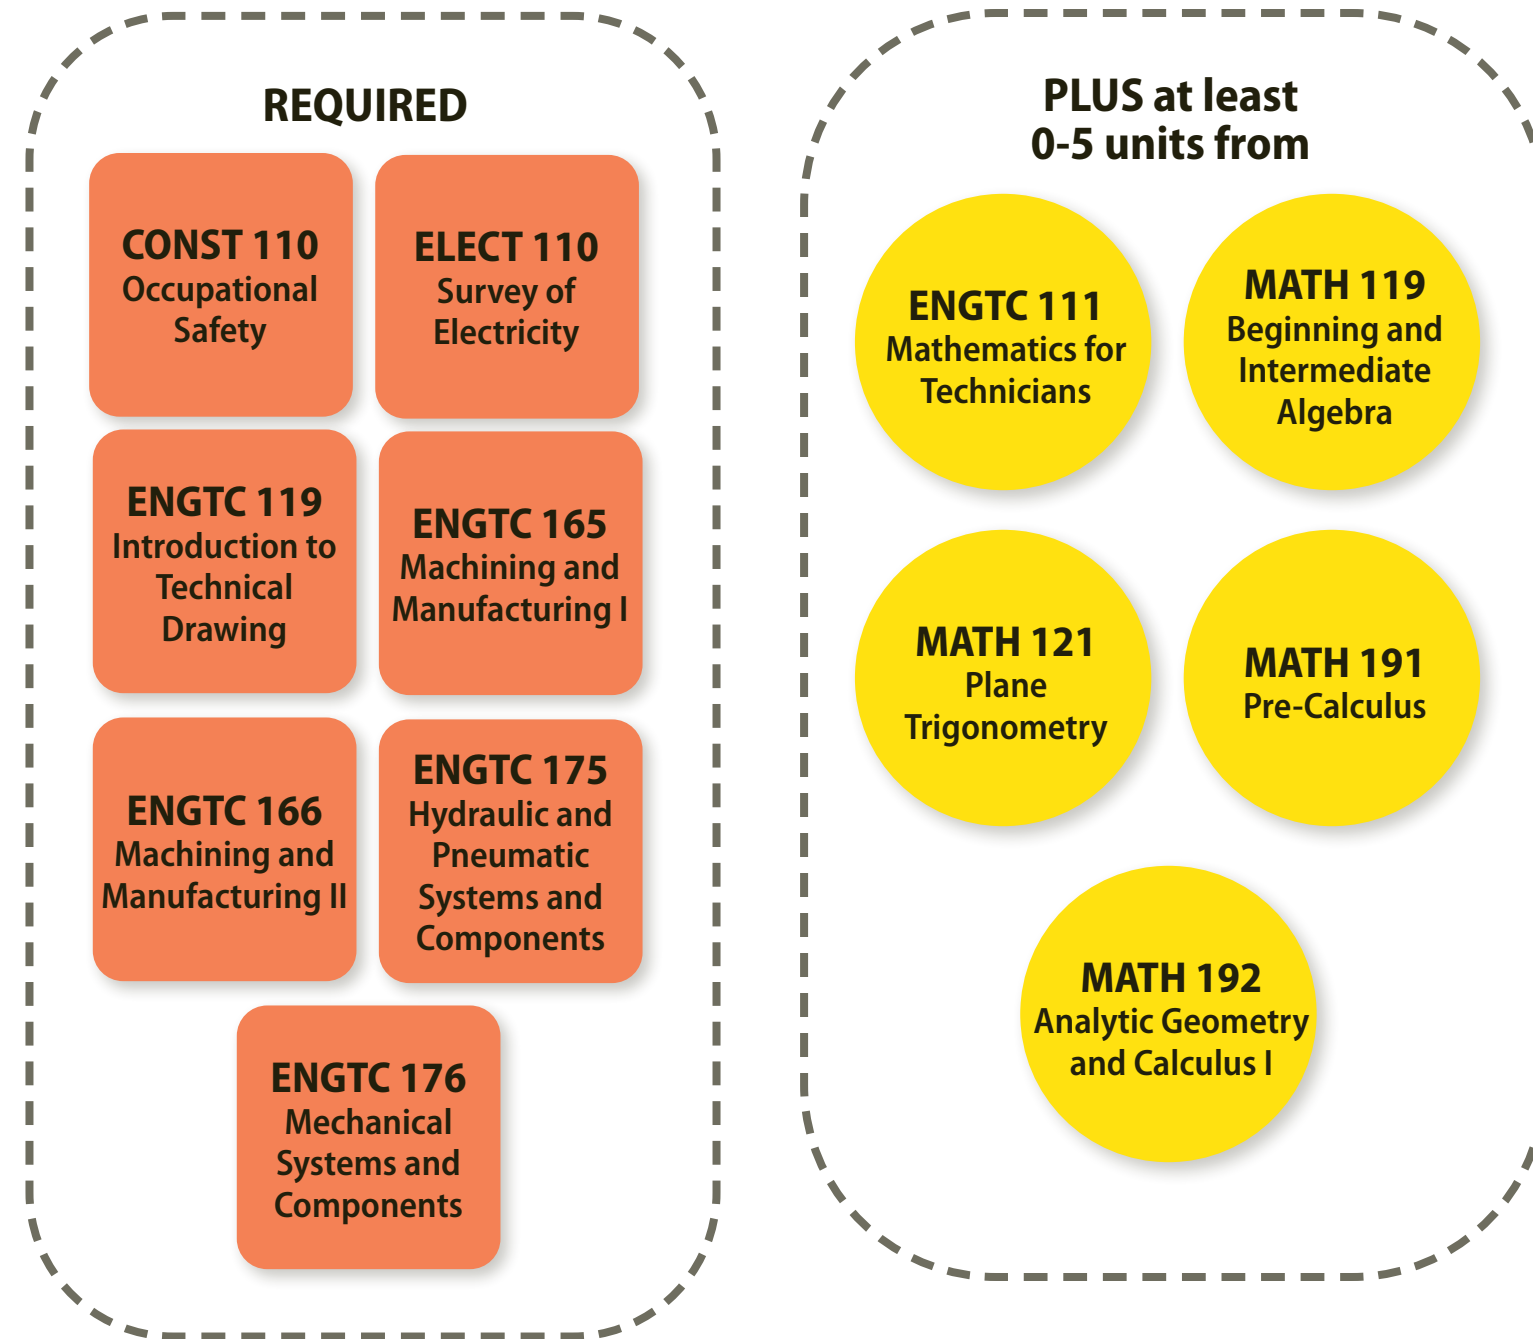 REQUIRED
CONST 110
Occupational
Safety
ELECT 110
Survey of
Electricity
ENGTC 119
Introduction to
Technical
Drawing
ENGTC 165
Machining and
Manufacturing I
ENGTC 166
Machining and
Manufacturing II
ENGTC 175
Hydraulic and
Pneumatic
Systems and
Components
ENGTC 176
Mechanical
Systems and
Components
PLUS at least
0-5 units from
ENGTC 111
Mathematics for
Technicians
MATH 119
Beginning and
Intermediate
Algebra
MATH 121
Plane
Trigonometry
MATH 191
Pre-Calculus
MATH 192
Analytic Geometry
and Calculus I